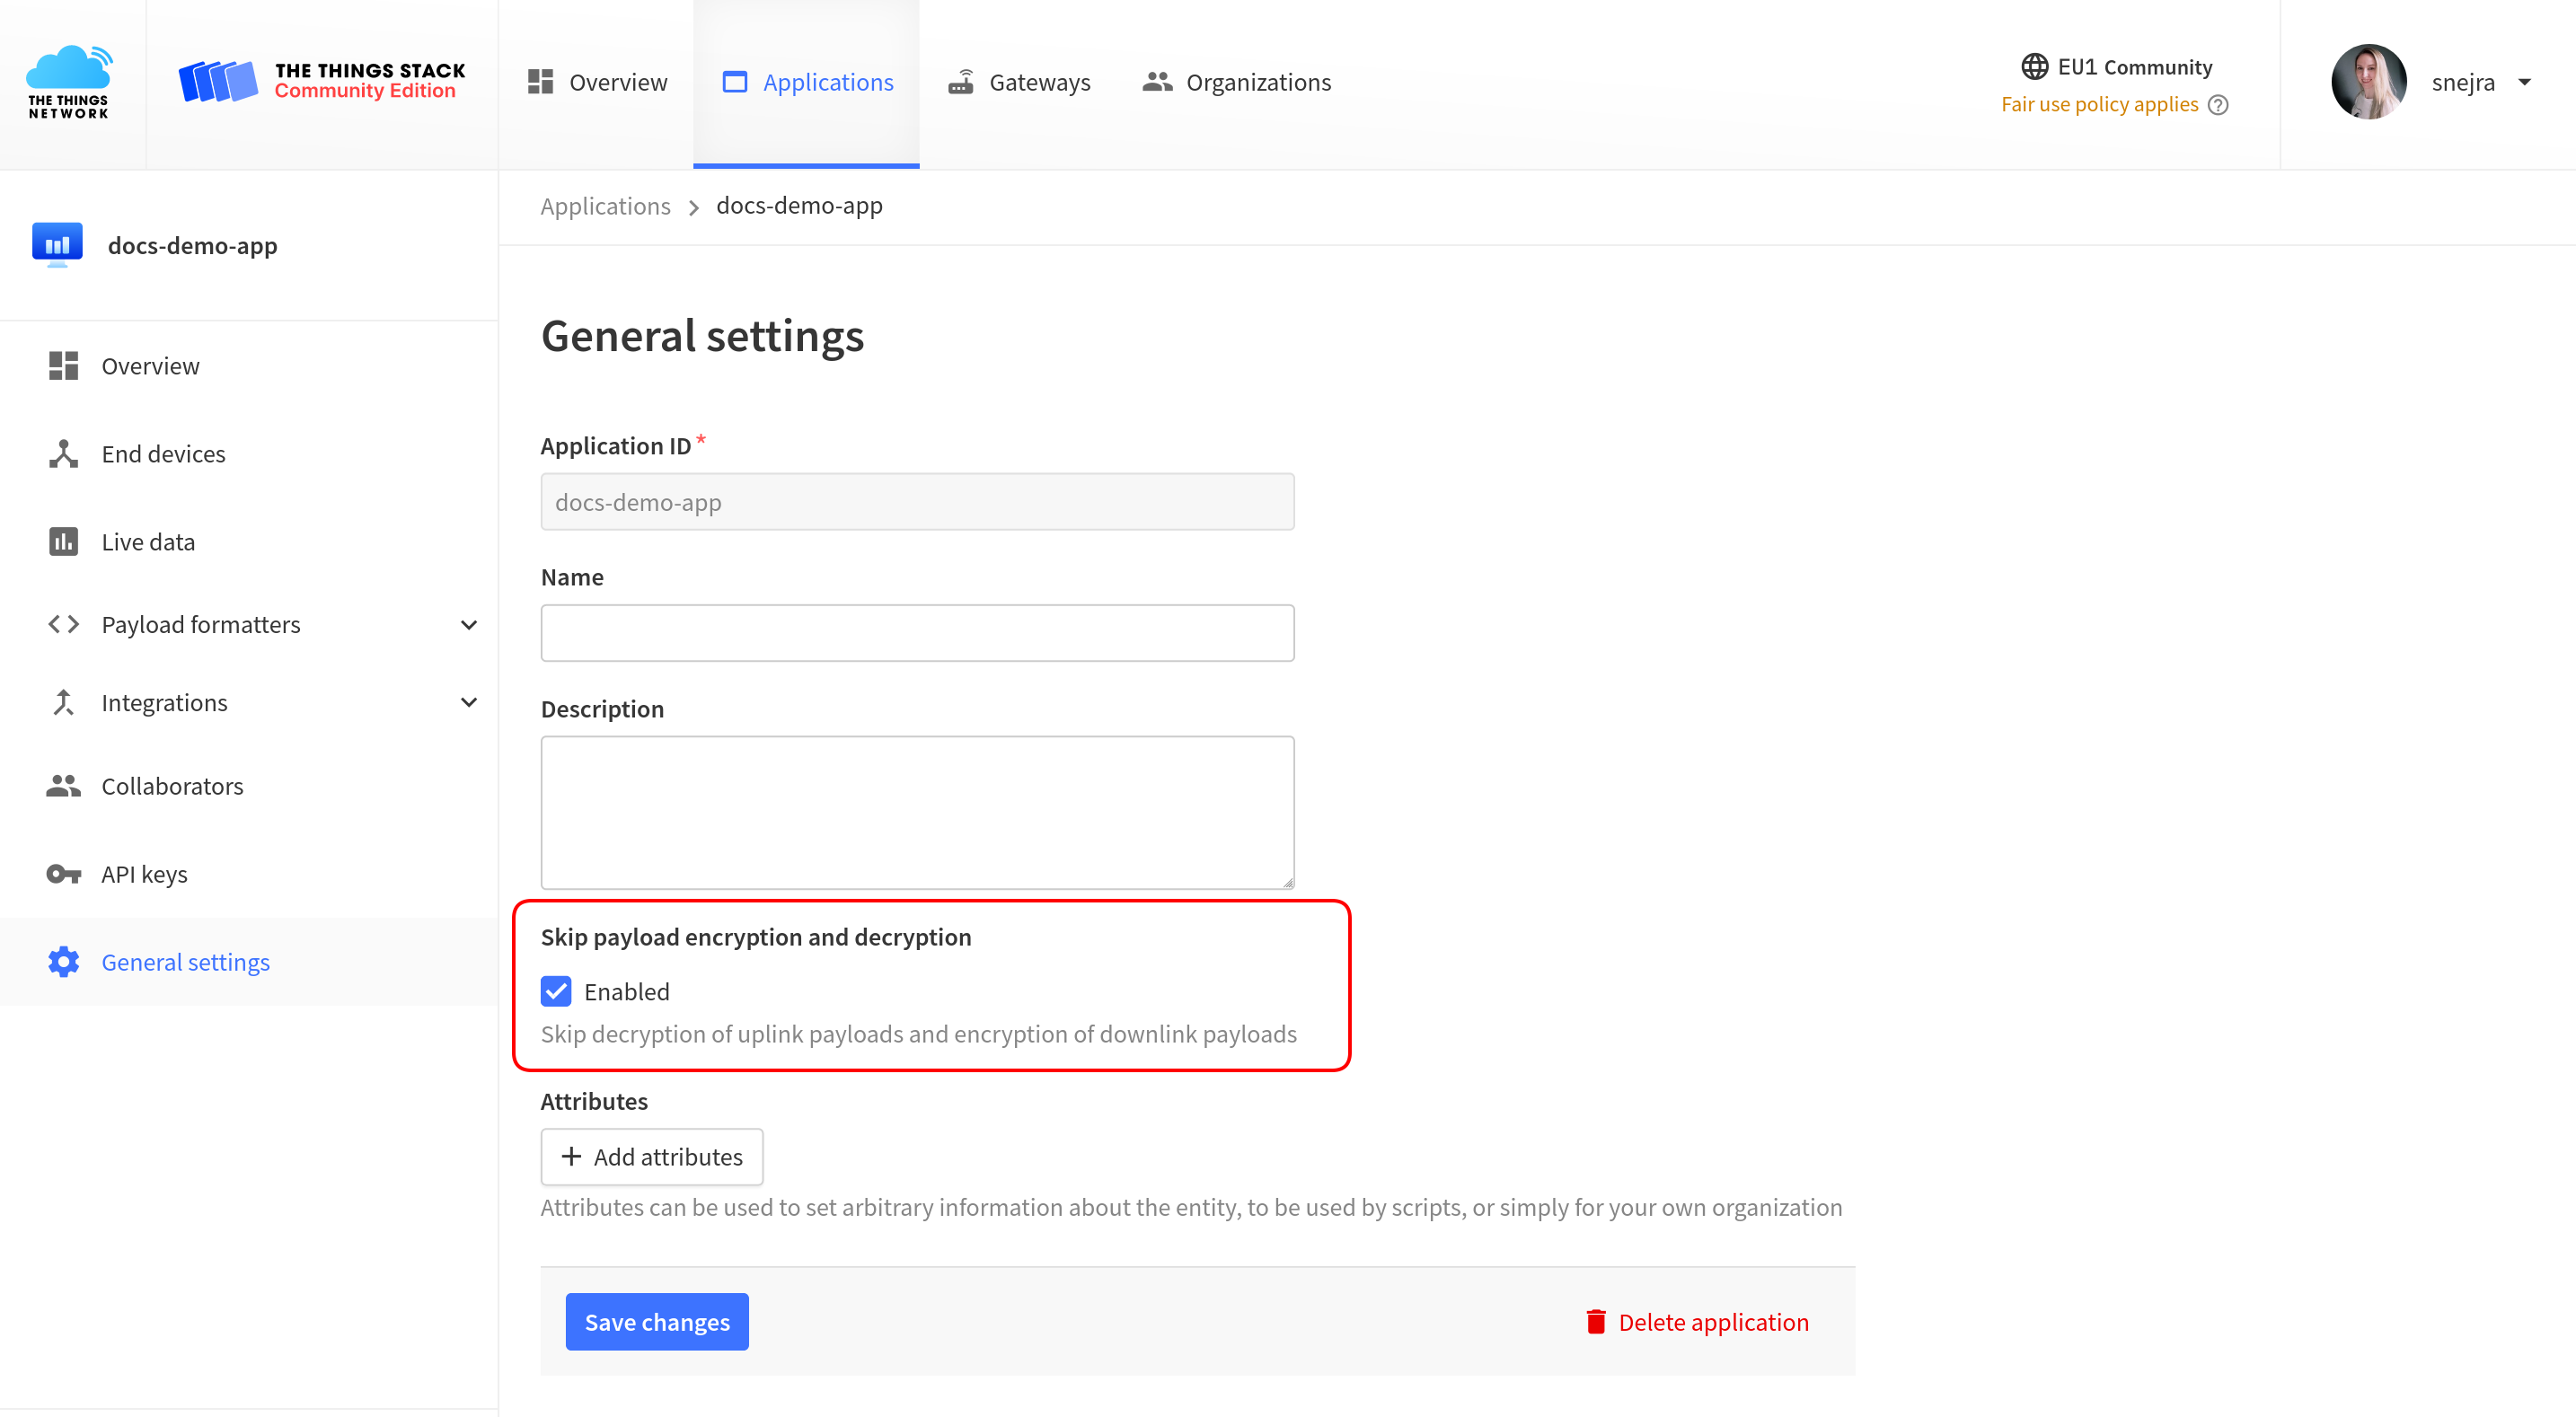 THE THINGS
NETWORK
THE THINGS STACK
Community Edition
Overview
Applications
Gateways
Organizations
EU1 Community
Fair use policy applies
snejra
docs-demo-app
Overview
End devices
Live data
Payload formatters
Integrations
Collaborators
API keys
General settings
Applications > docs-demo-app
General settings
Application ID *
docs-demo-app
Name
Description
Skip payload encryption and decryption
Enabled
Skip decryption of uplink payloads and encryption of downlink payloads
Attributes
+ Add attributes
Attributes can be used to set arbitrary information about the entity, to be used by scripts, or simply for your own organization
Save changes
Delete application